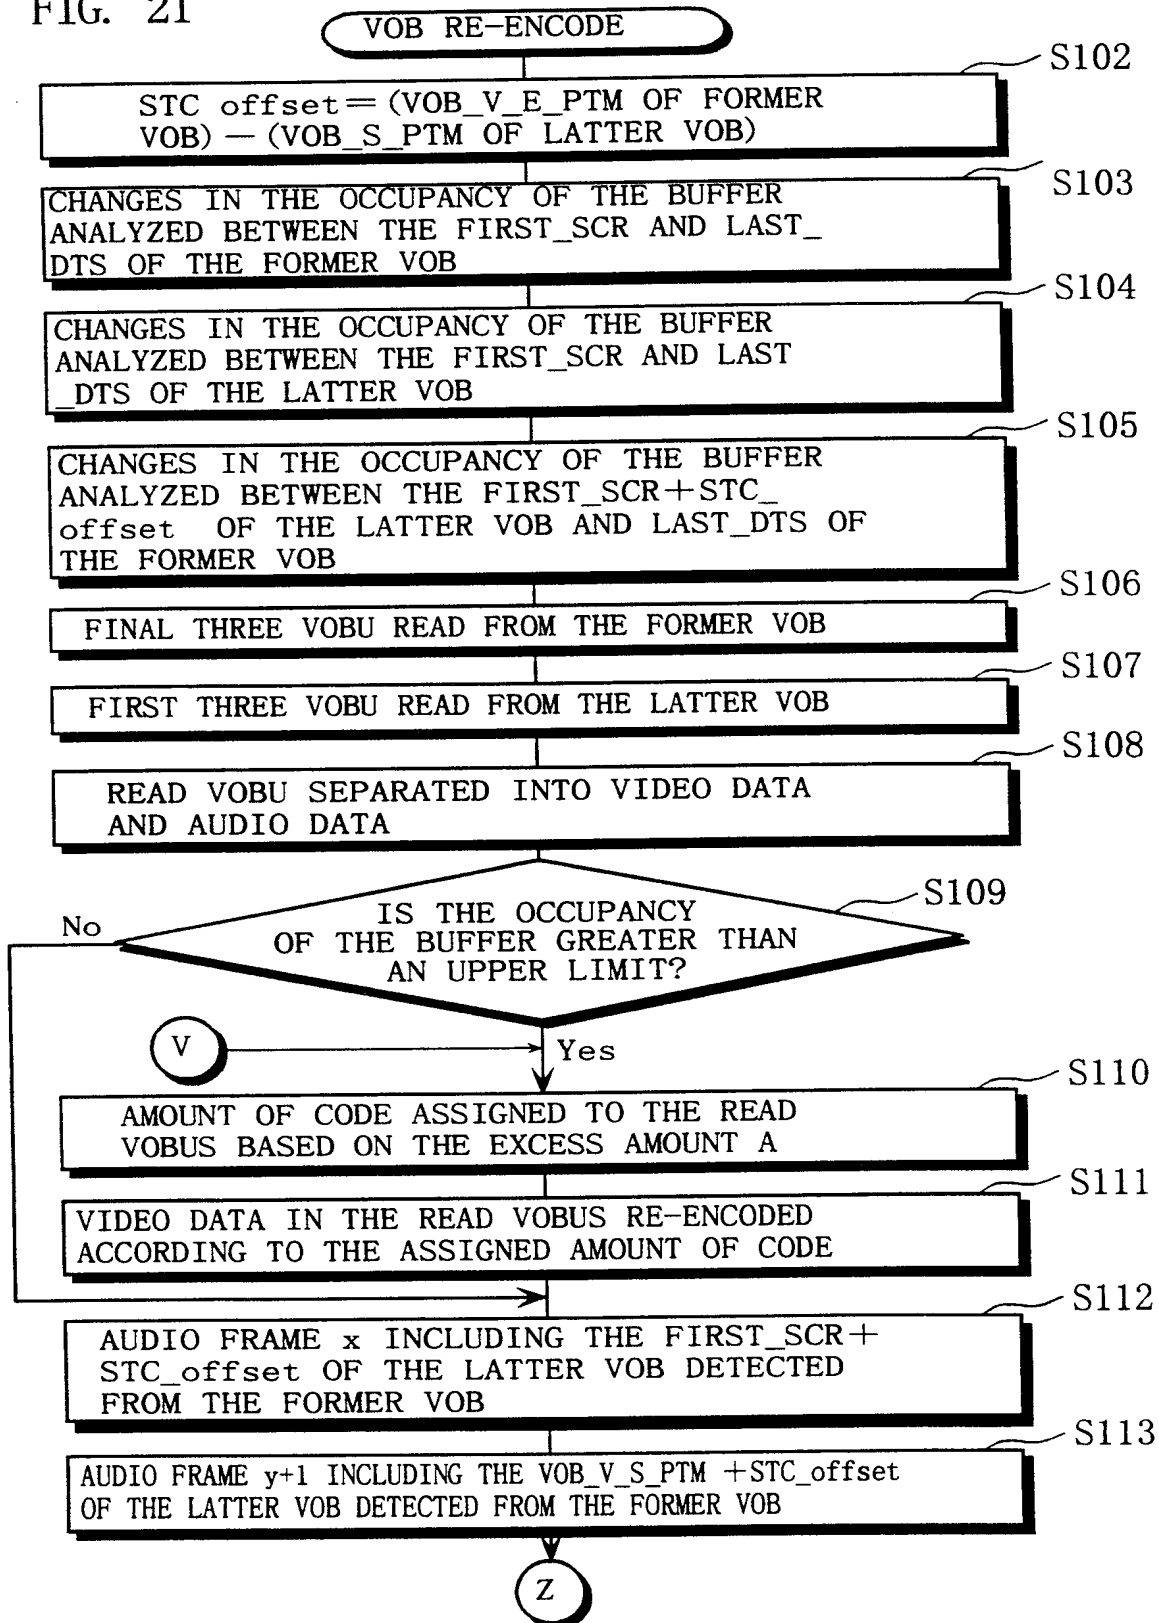 FIG. 21
VOB RE-ENCODE
S102
STC offset＝(VOB_V_E_PTM OF FORMER
VOB)－(VOB_S_PTM OF LATTER VOB)
S103
CHANGES IN THE OCCUPANCY OF THE BUFFER
ANALYZED BETWEEN THE FIRST_SCR AND LAST_
DTS OF THE FORMER VOB
S104
CHANGES IN THE OCCUPANCY OF THE BUFFER
ANALYZED BETWEEN THE FIRST_SCR AND LAST
_DTS OF THE LATTER VOB
S105
CHANGES IN THE OCCUPANCY OF THE BUFFER
ANALYZED BETWEEN THE FIRST_SCR＋STC_
offset OF THE LATTER VOB AND LAST_DTS OF
THE FORMER VOB
S106
FINAL THREE VOBU READ FROM THE FORMER VOB
S107
FIRST THREE VOBU READ FROM THE LATTER VOB
S108
READ VOBU SEPARATED INTO VIDEO DATA
AND AUDIO DATA
S109
IS THE OCCUPANCY
OF THE BUFFER GREATER THAN
AN UPPER LIMIT?
No
V
Yes
S110
AMOUNT OF CODE ASSIGNED TO THE READ
VOBUS BASED ON THE EXCESS AMOUNT A
S111
VIDEO DATA IN THE READ VOBUS RE-ENCODED
ACCORDING TO THE ASSIGNED AMOUNT OF CODE
S112
AUDIO FRAME x INCLUDING THE FIRST_SCR＋
STC_offset OF THE LATTER VOB DETECTED
FROM THE FORMER VOB
S113
AUDIO FRAME y+1 INCLUDING THE VOB_V_S_PTM ＋STC_offset
OF THE LATTER VOB DETECTED FROM THE FORMER VOB
Z